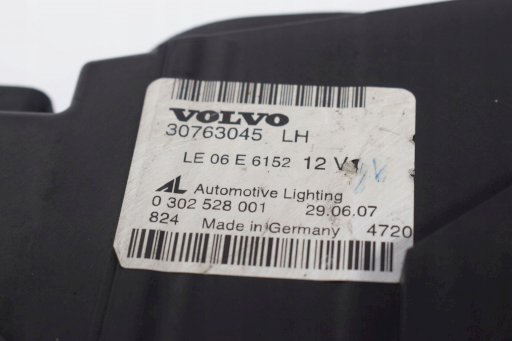 VOLVO
30763045 LH
LE 06 E 6152 12 V
AL Automotive Lighting
0 302 528 001 29.06.07
824 Made in Germany 4720